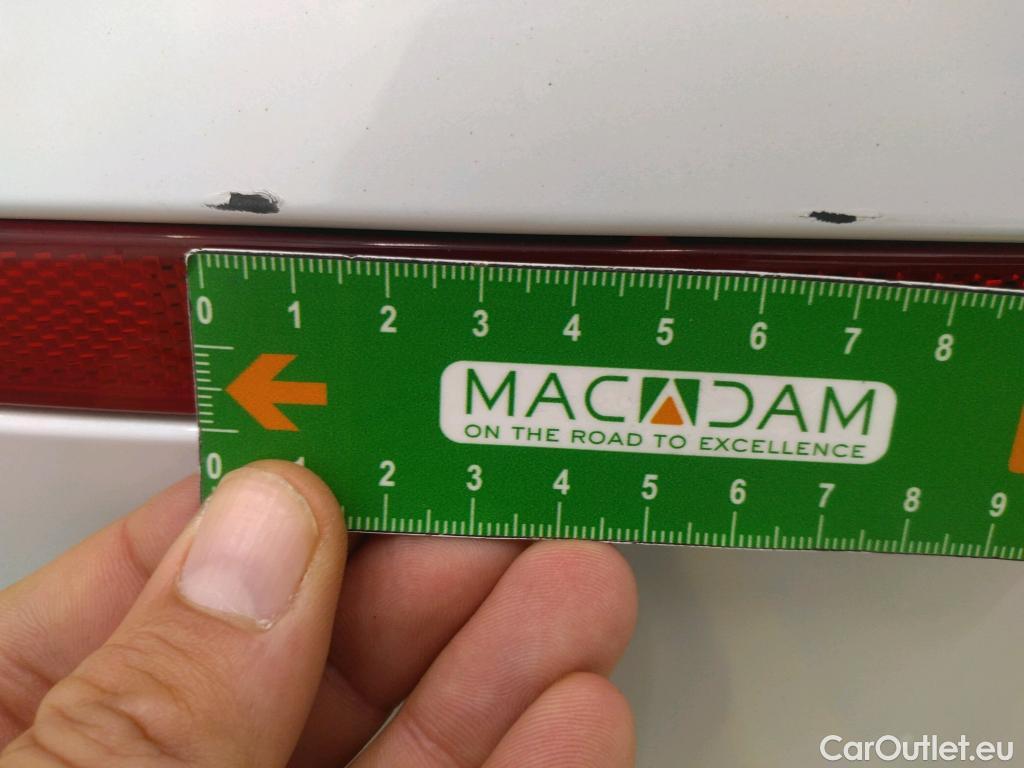 0 1 2 3 4 5 6 7 8
MACADAM
ON THE ROAD TO EXCELLENCE
0 1 2 3 4 5 6 7 8 9
CarOutlet.eu